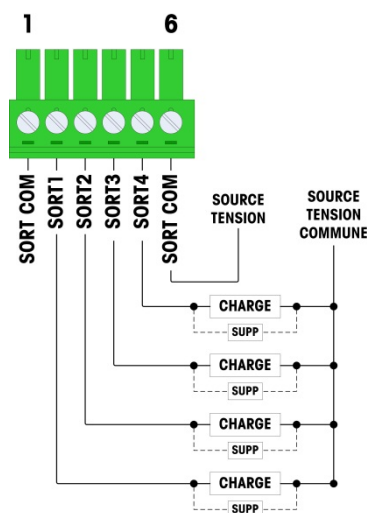 1
6
SORT COM
SORT1
SORT2
SORT3
SORT4
SORT COM
SOURCE
TENSION
SOURCE
TENSION
COMMUNE
CHARGE
SUPP
CHARGE
SUPP
CHARGE
SUPP
CHARGE
SUPP